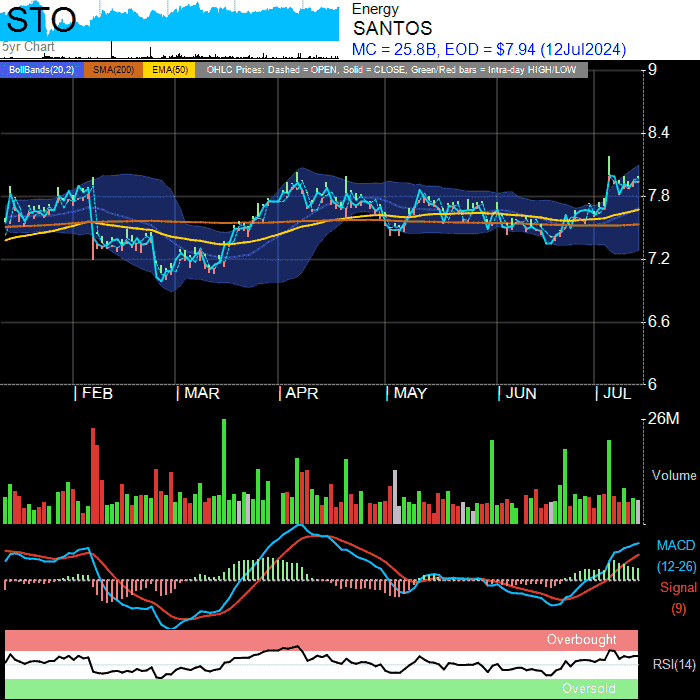 STO
5yr Chart
Energy
SANTOS
MC = 25.8B, EOD = $7.94 (12Jul2024)
BollBands(20,2) SMA(200) EMA(50) OHLC Prices: Dashed = OPEN, Solid = CLOSE, Green/Red bars = Intra-day HIGH/LOW
9
8.4
7.8
7.2
6.6
6
| FEB | MAR | APR | MAY | JUN | JUL
26M
Volume
MACD
(12-26)
Signal
(9)
Overbought
RSI(14)
Oversold